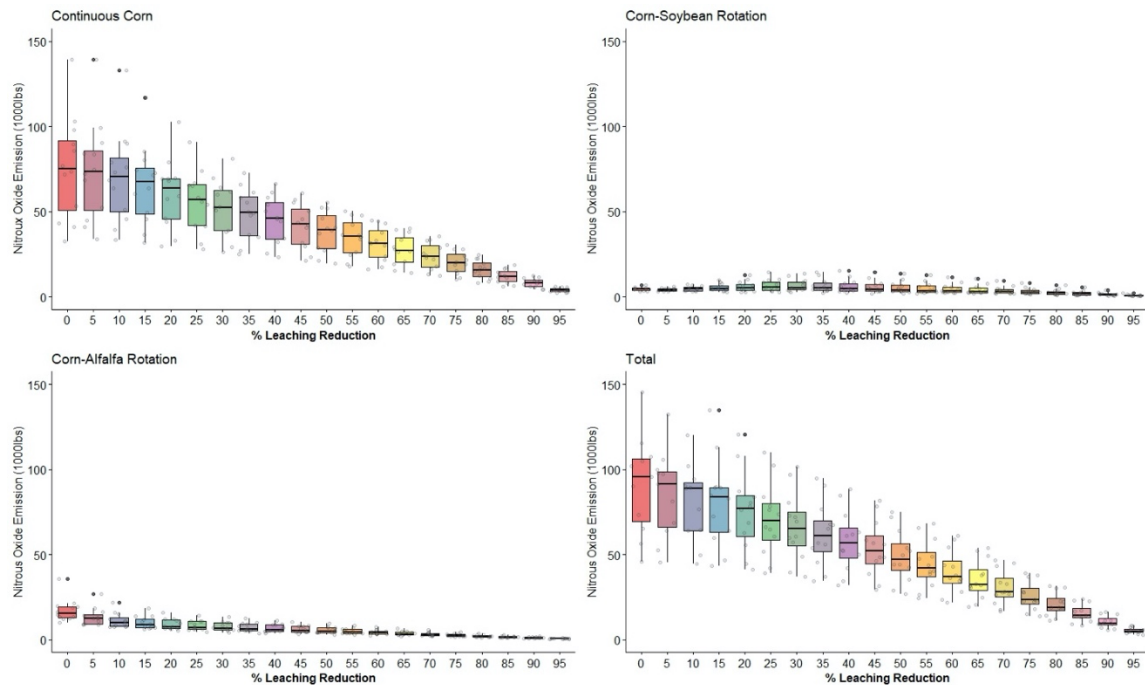 Continuous Corn
Nitroux Oxide Emission (1000lbs)
150
100
50
0
0 5 10 15 20 25 30 35 40 45 50 55 60 65 70 75 80 85 90 95
% Leaching Reduction
Corn-Soybean Rotation
Nitrous Oxide Emission (1000lbs)
150
100
50
0
0 5 10 15 20 25 30 35 40 45 50 55 60 65 70 75 80 85 90 95
% Leaching Reduction
Corn-Alfalfa Rotation
Nitrous Oxide Emission (1000lbs)
150
100
50
0
0 5 10 15 20 25 30 35 40 45 50 55 60 65 70 75 80 85 90 95
% Leaching Reduction
Total
Nitrous Oxide Emission (1000lbs)
150
100
50
0
0 5 10 15 20 25 30 35 40 45 50 55 60 65 70 75 80 85 90 95
% Leaching Reduction